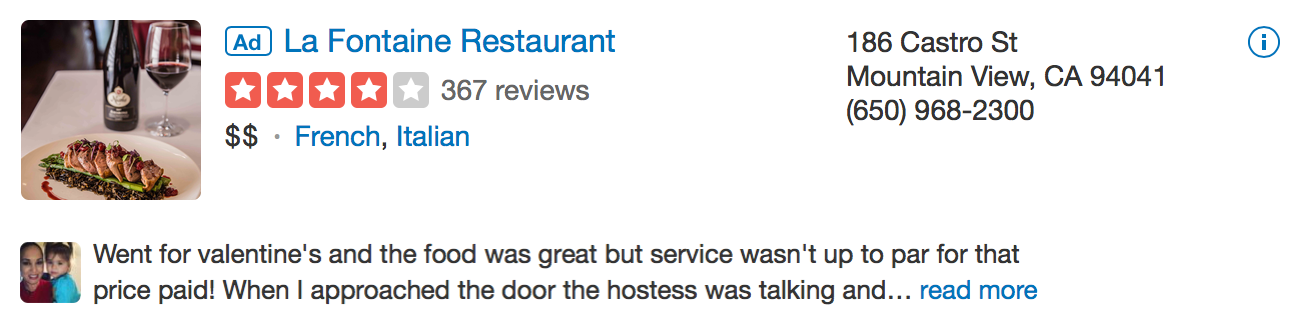 Ad La Fontaine Restaurant
367 reviews
$$ · French, Italian
186 Castro St
Mountain View, CA 94041
(650) 968-2300
i
Went for valentine's and the food was great but service wasn't up to par for that
price paid! When I approached the door the hostess was talking and... read more